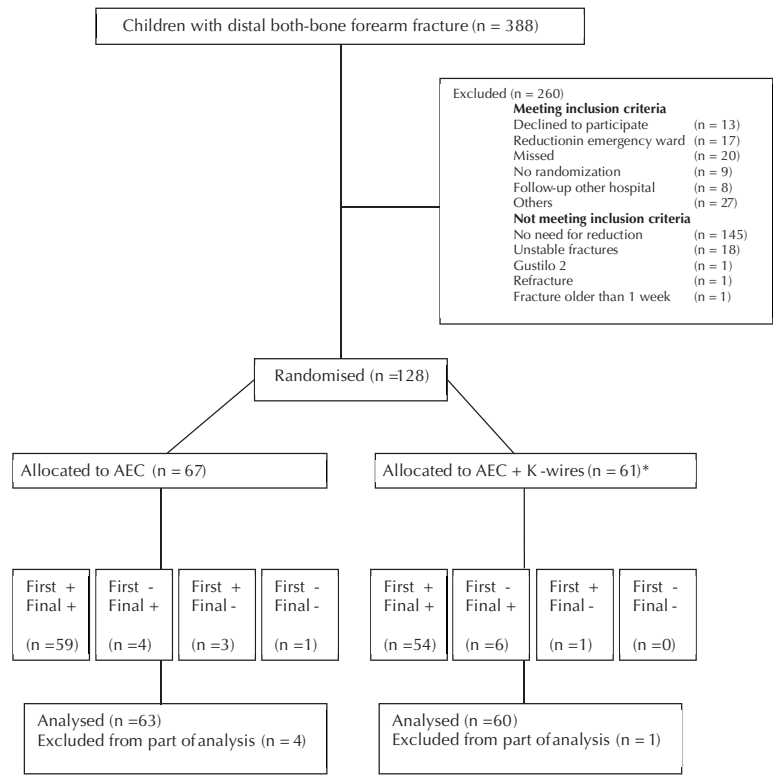 Children with distal both-bone forearm fracture (n = 388)
Excluded (n = 260)
Meeting inclusion criteria
Declined to participate (n = 13)
Reductionin emergency ward (n = 17)
Missed (n = 20)
No randomization (n = 9)
Follow-up other hospital (n = 8)
Others (n = 27)
Not meeting inclusion criteria
No need for reduction (n = 145)
Unstable fractures (n = 18)
Gustilo 2 (n = 1)
Refracture (n = 1)
Fracture older than 1 week (n = 1)
Randomised (n =128)
Allocated to AEC (n = 67)
Allocated to AEC + K -wires (n = 61)*
First +
Final +
(n =59)
First -
Final +
(n =4)
First +
Final -
(n =3)
First -
Final-
(n =1)
First +
Final +
(n =54)
First -
Final +
(n =6)
First +
Final -
(n =1)
First -
Final -
(n =0)
Analysed (n =63)
Excluded from part of analysis (n = 4)
Analysed (n =60)
Excluded from part of analysis (n = 1)